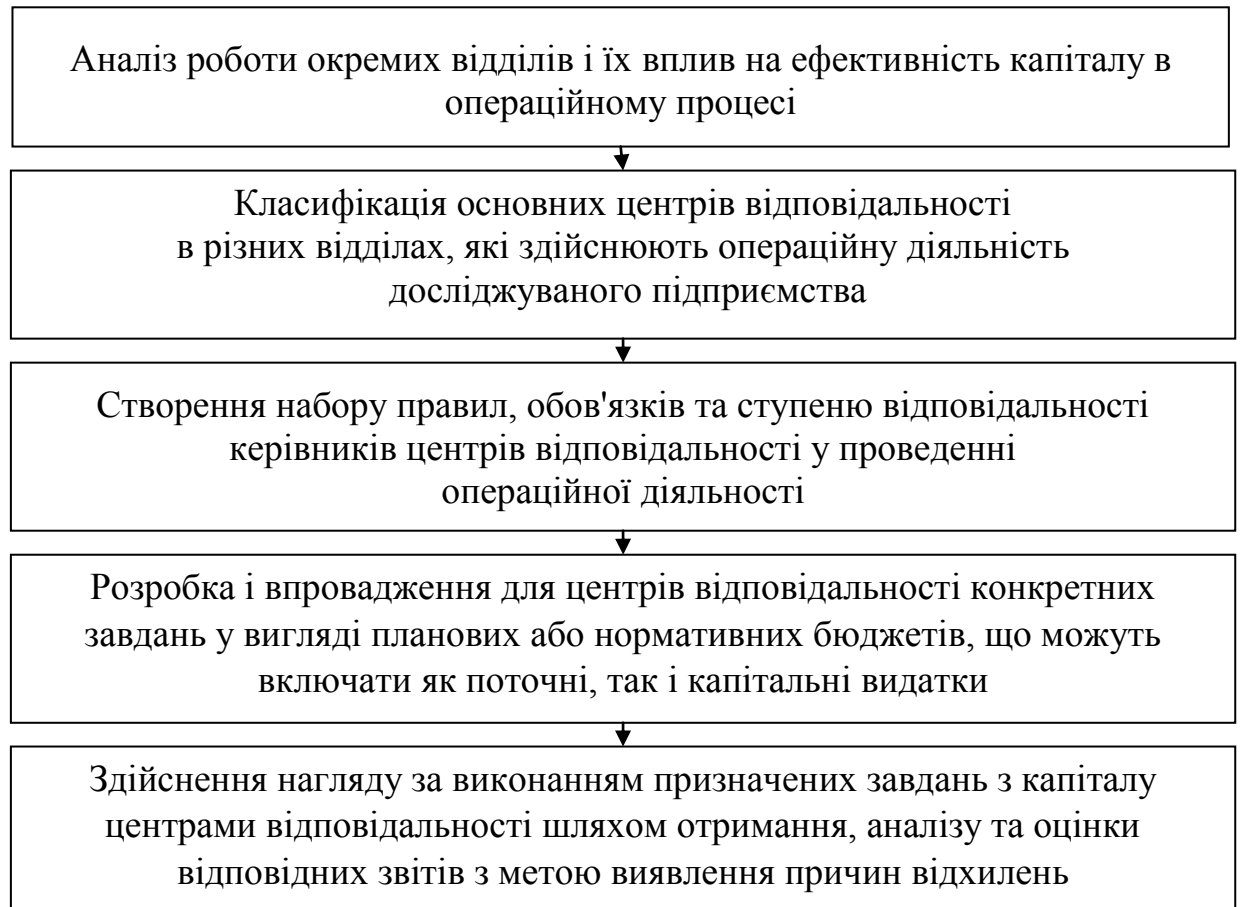 Аналіз роботи окремих відділів і їх вплив на ефективність капіталу в
операційному процесі
Класифікація основних центрів відповідальності
в різних відділах, які здійснюють операційну діяльність
досліджуваного підприємства
Створення набору правил, обов'язків та ступеню відповідальності
керівників центрів відповідальності у проведенні
операційної діяльності
Розробка і впровадження для центрів відповідальності конкретних
завдань у вигляді планових або нормативних бюджетів, що можуть
включати як поточні, так і капітальні видатки
Здійснення нагляду за виконанням призначених завдань з капіталу
центрами відповідальності шляхом отримання, аналізу та оцінки
відповідних звітів з метою виявлення причин відхилень